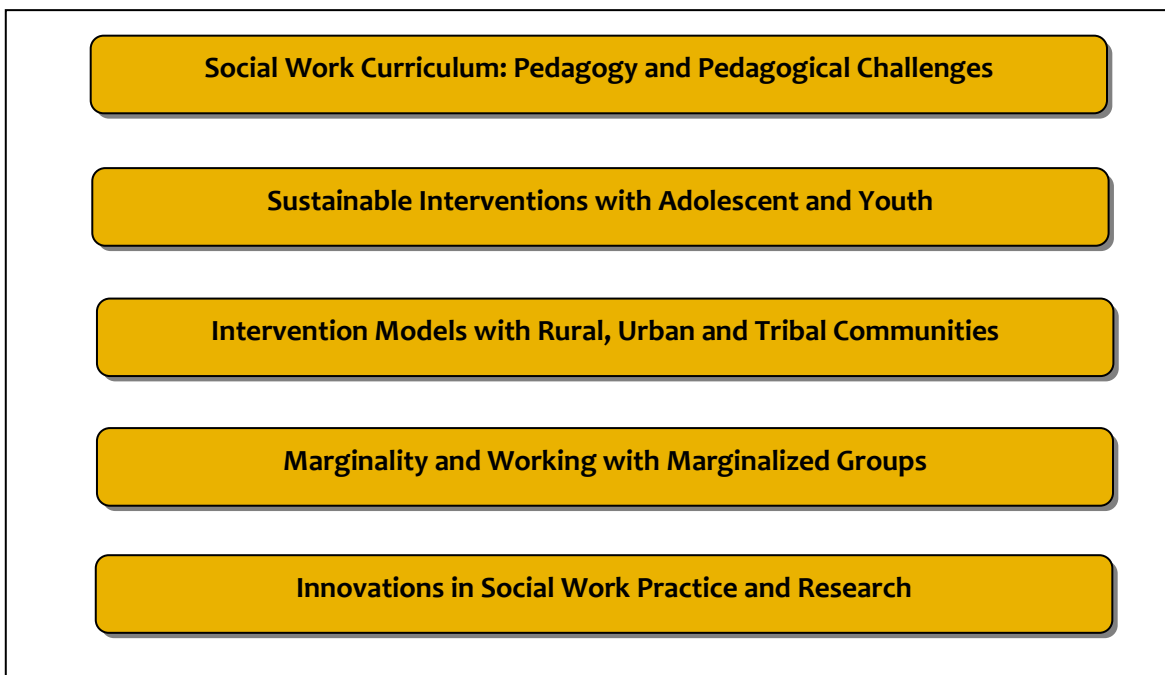 Social Work Curriculum: Pedagogy and Pedagogical Challenges
Sustainable Interventions with Adolescent and Youth
Intervention Models with Rural, Urban and Tribal Communities
Marginality and Working with Marginalized Groups
Innovations in Social Work Practice and Research